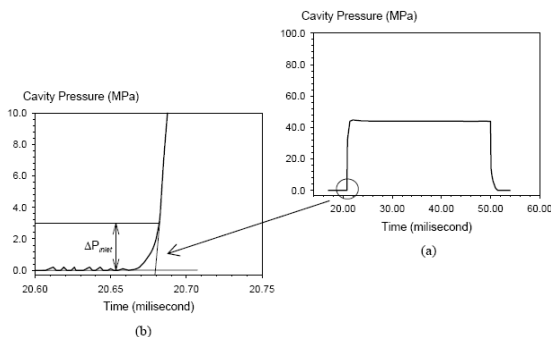 Cavity Pressure (MPa)
100.0
80.0
60.0
40.0
20.0
0.0
20.00 30.00 40.00 50.00 60.00
Time (milisecond)
(a)
Cavity Pressure (MPa)
10.0
8.0
6.0
4.0
2.0
0.0
ΔPinlet
20.60 20.65 20.70 20.75
Time (milisecond)
(b)